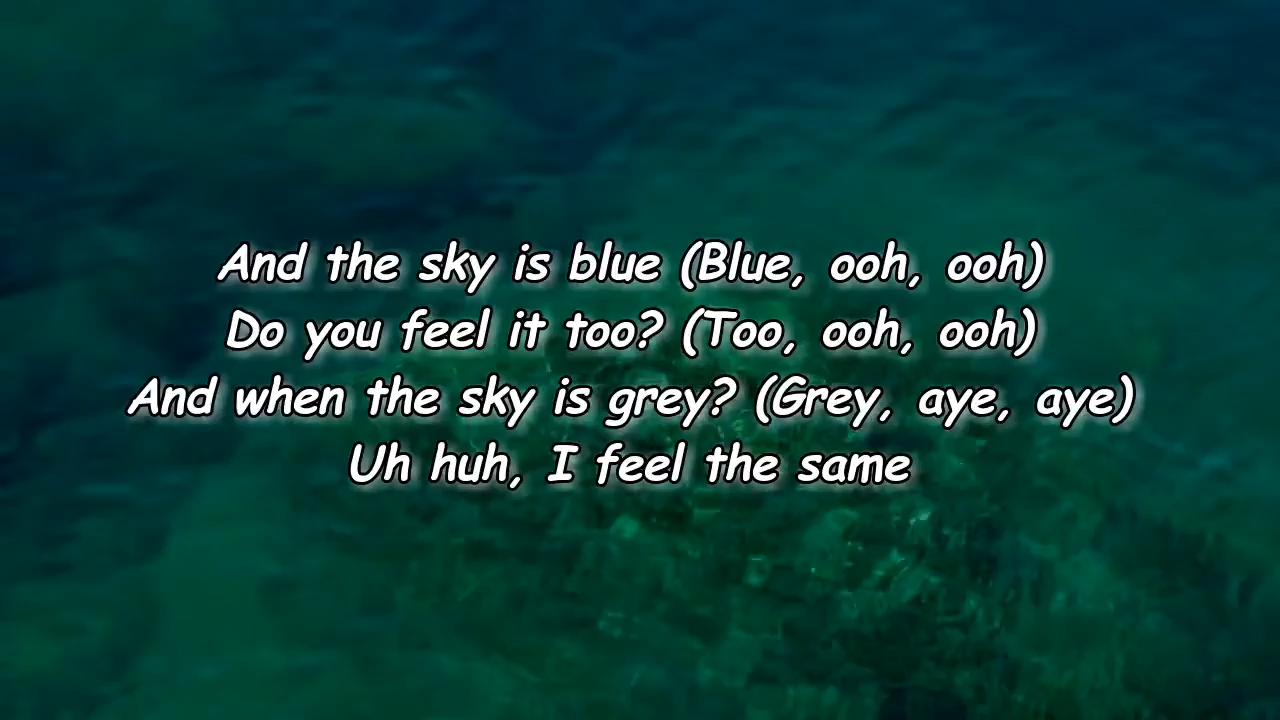 And the sky is blue (Blue, ooh, ooh)
Do you feel it too? (Too, ooh, ooh)
And when the sky is grey? (Grey, aye, aye)
Uh huh, I feel the same